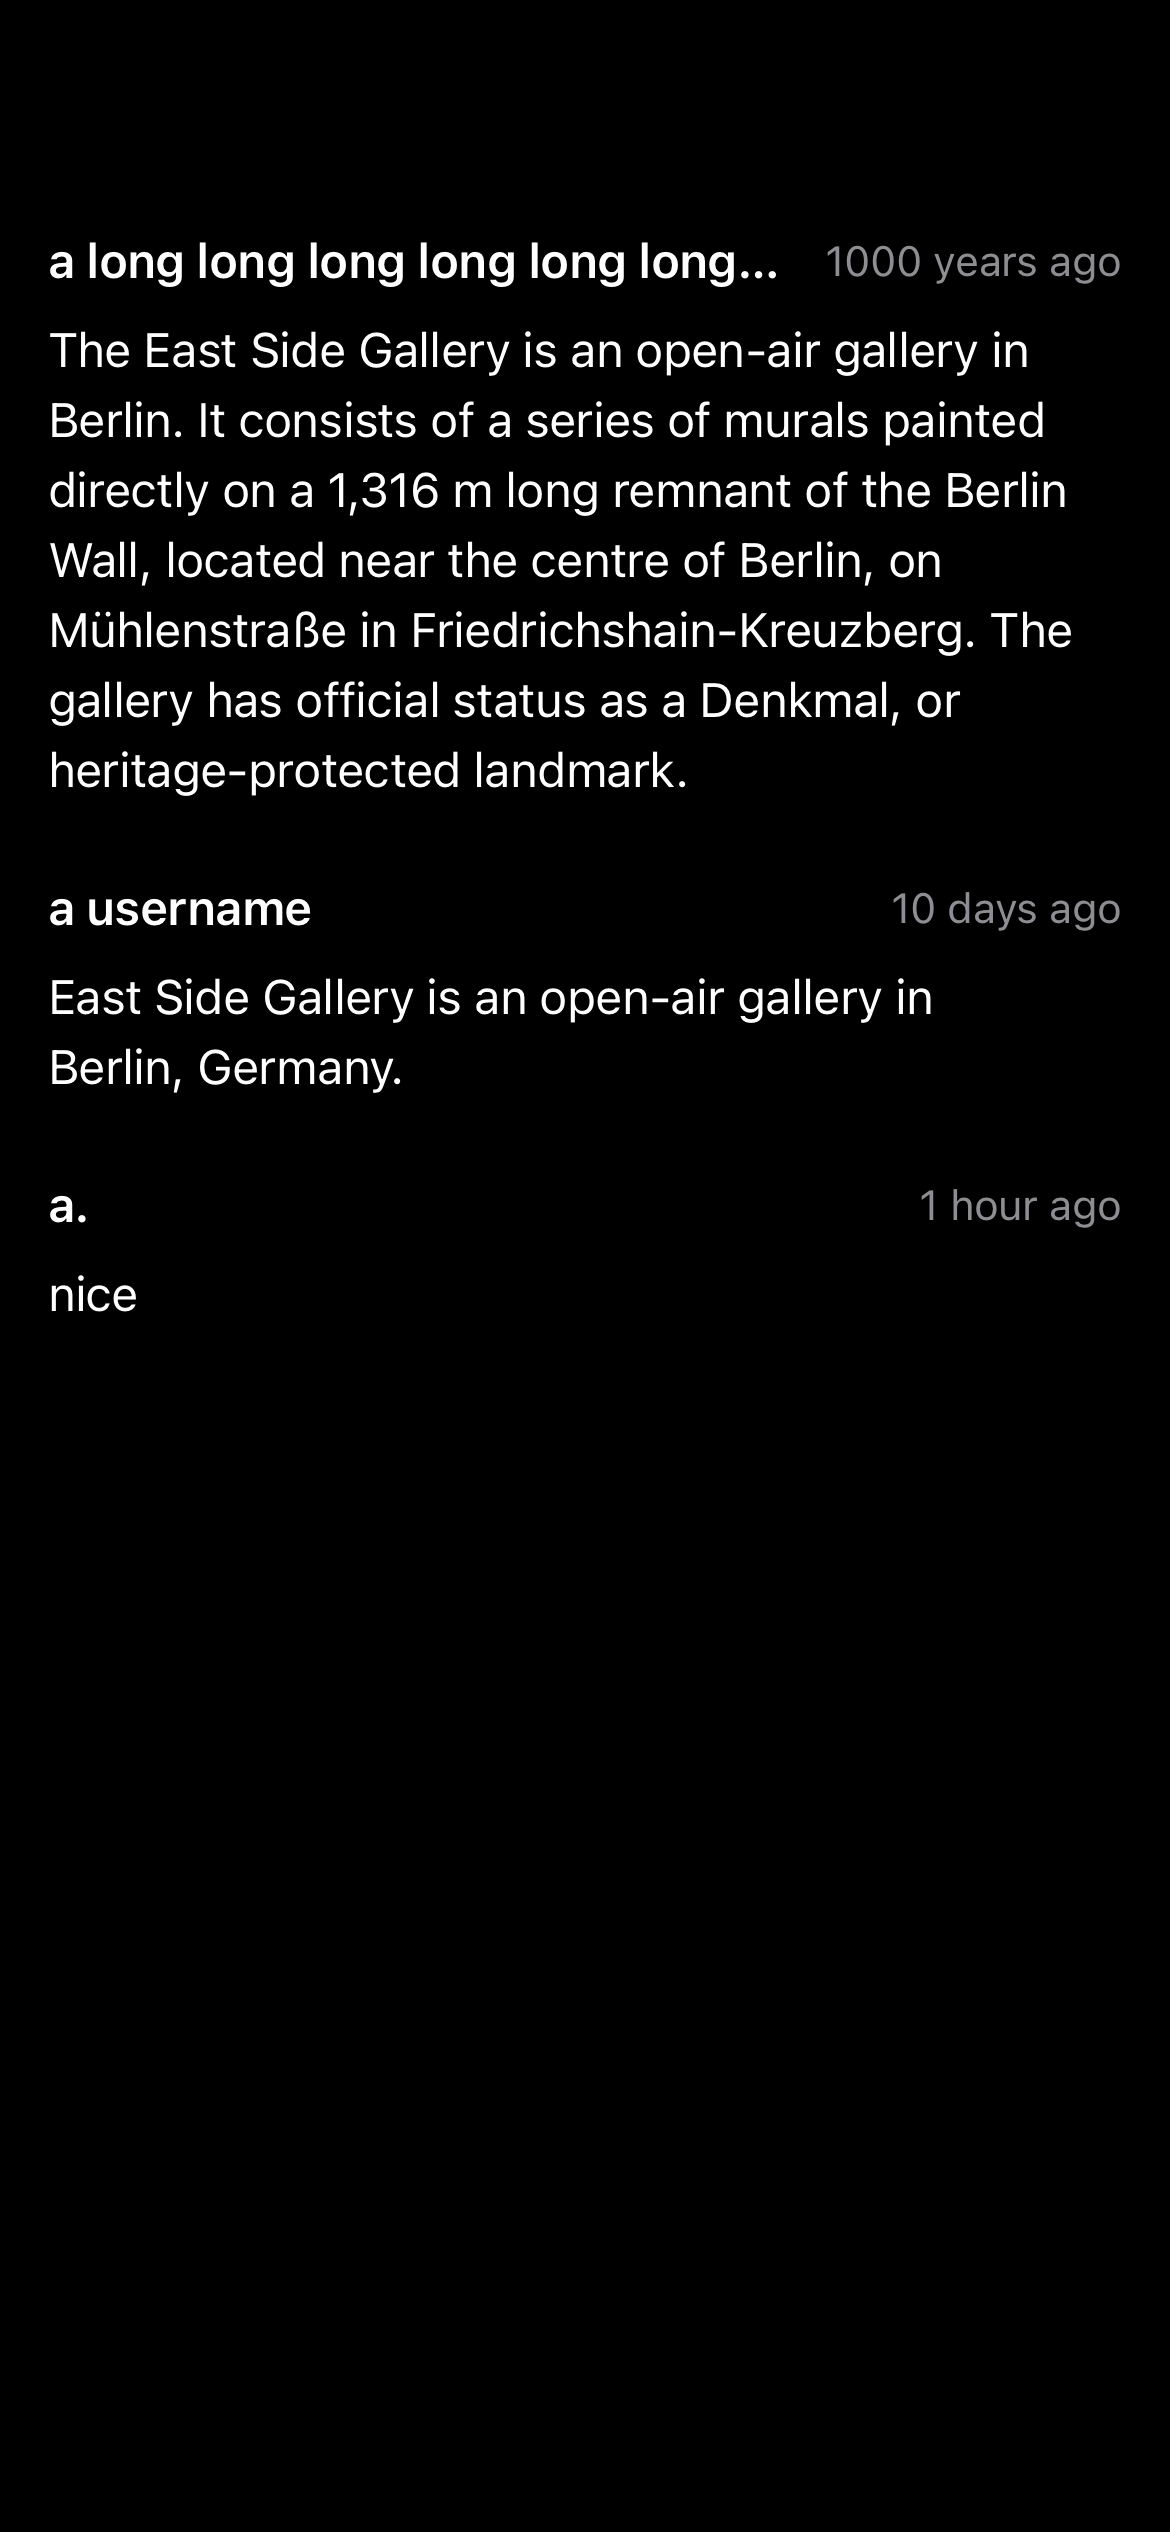 a long long long long long long...
1000 years ago
The East Side Gallery is an open-air gallery in
Berlin. It consists of a series of murals painted
directly on a 1,316 m long remnant of the Berlin
Wall, located near the centre of Berlin, on
Mühlenstraße in Friedrichshain-Kreuzberg. The
gallery has official status as a Denkmal, or
heritage-protected landmark.
a username
10 days ago
East Side Gallery is an open-air gallery in
Berlin, Germany.
a.
1 hour ago
nice